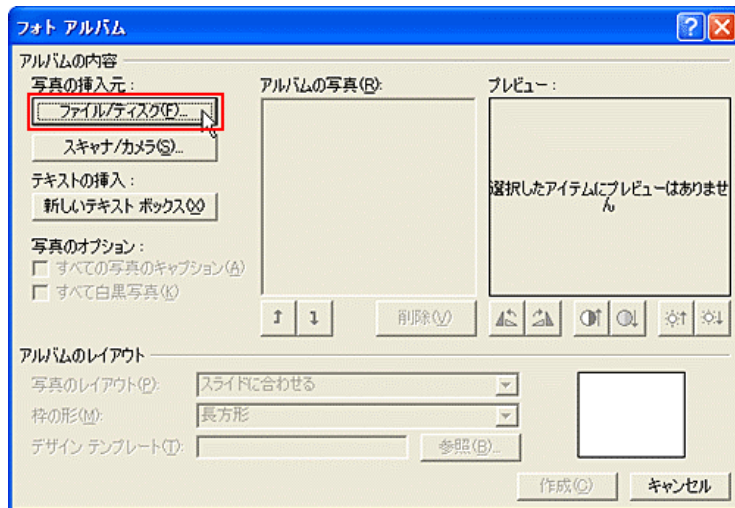 フォト アルバム
アルバムの内容
写真の挿入元：
ファイル/ディスク(F)...
スキャナ/カメラ(S)...
テキストの挿入：
新しいテキスト ボックス(X)
写真のオプション：
すべての写真のキャプション(A)
すべて白黒写真(K)
アルバムの写真(R):
削除(V)
プレビュー：
選択したアイテムにプレビューはありませ
ん
アルバムのレイアウト
写真のレイアウト(P): スライドに合わせる
枠の形(M): 長方形
デザイン テンプレート(T): 参照(B)...
作成(C) キャンセル